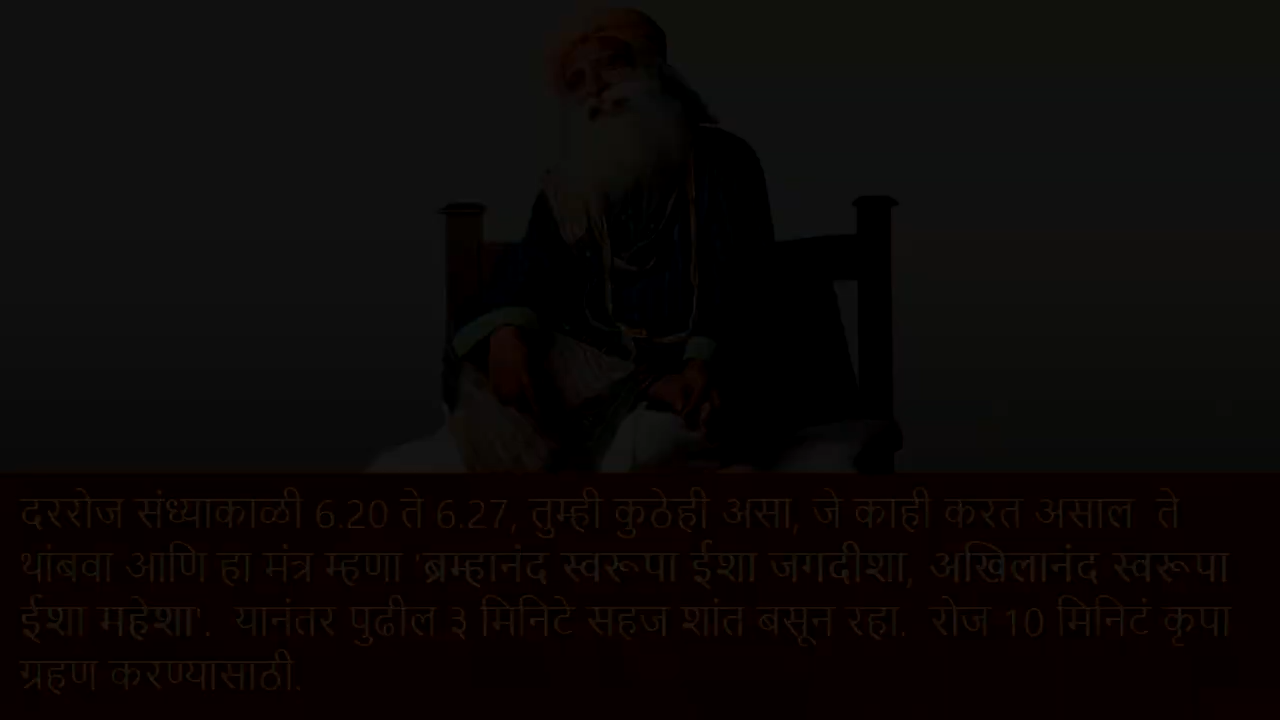 दररोज संध्याकाळी 6.20 ते 6.27, तुम्ही कुठेही असा, जे काही करत असाल  ते
थांबवा आणि हा मंत्र म्हणा 'ब्रम्हानंद स्वरूपा ईशा जगदीशा, अखिलानंद स्वरूपा
ईशा महेशा'.  यानंतर पुढील ३ मिनिटे सहज शांत बसून रहा.  रोज 10 मिनिटं कृपा
ग्रहण करण्यासाठी.